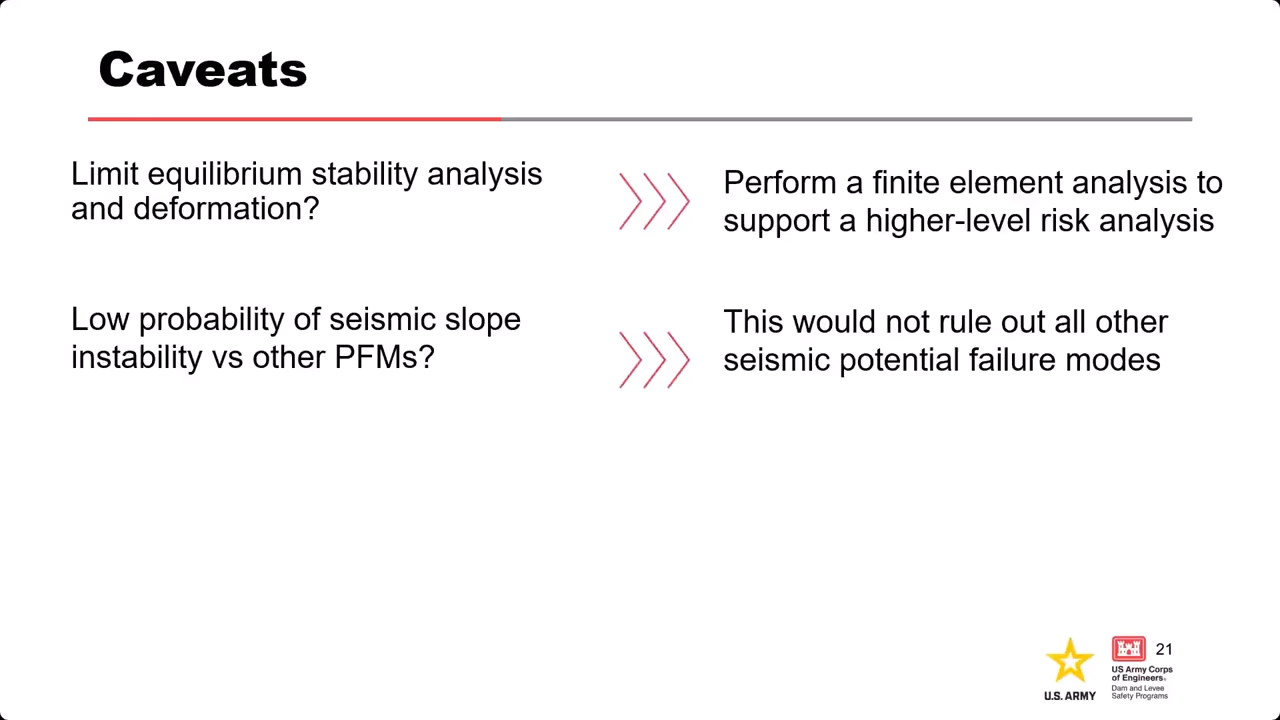 Caveats
Limit equilibrium stability analysis
and deformation?
Perform a finite element analysis to
support a higher-level risk analysis
Low probability of seismic slope
instability vs other PFMs?
This would not rule out all other
seismic potential failure modes
U.S. ARMY
US Army Corps
of Engineers®
Dam and Levee
Safety Programs
21